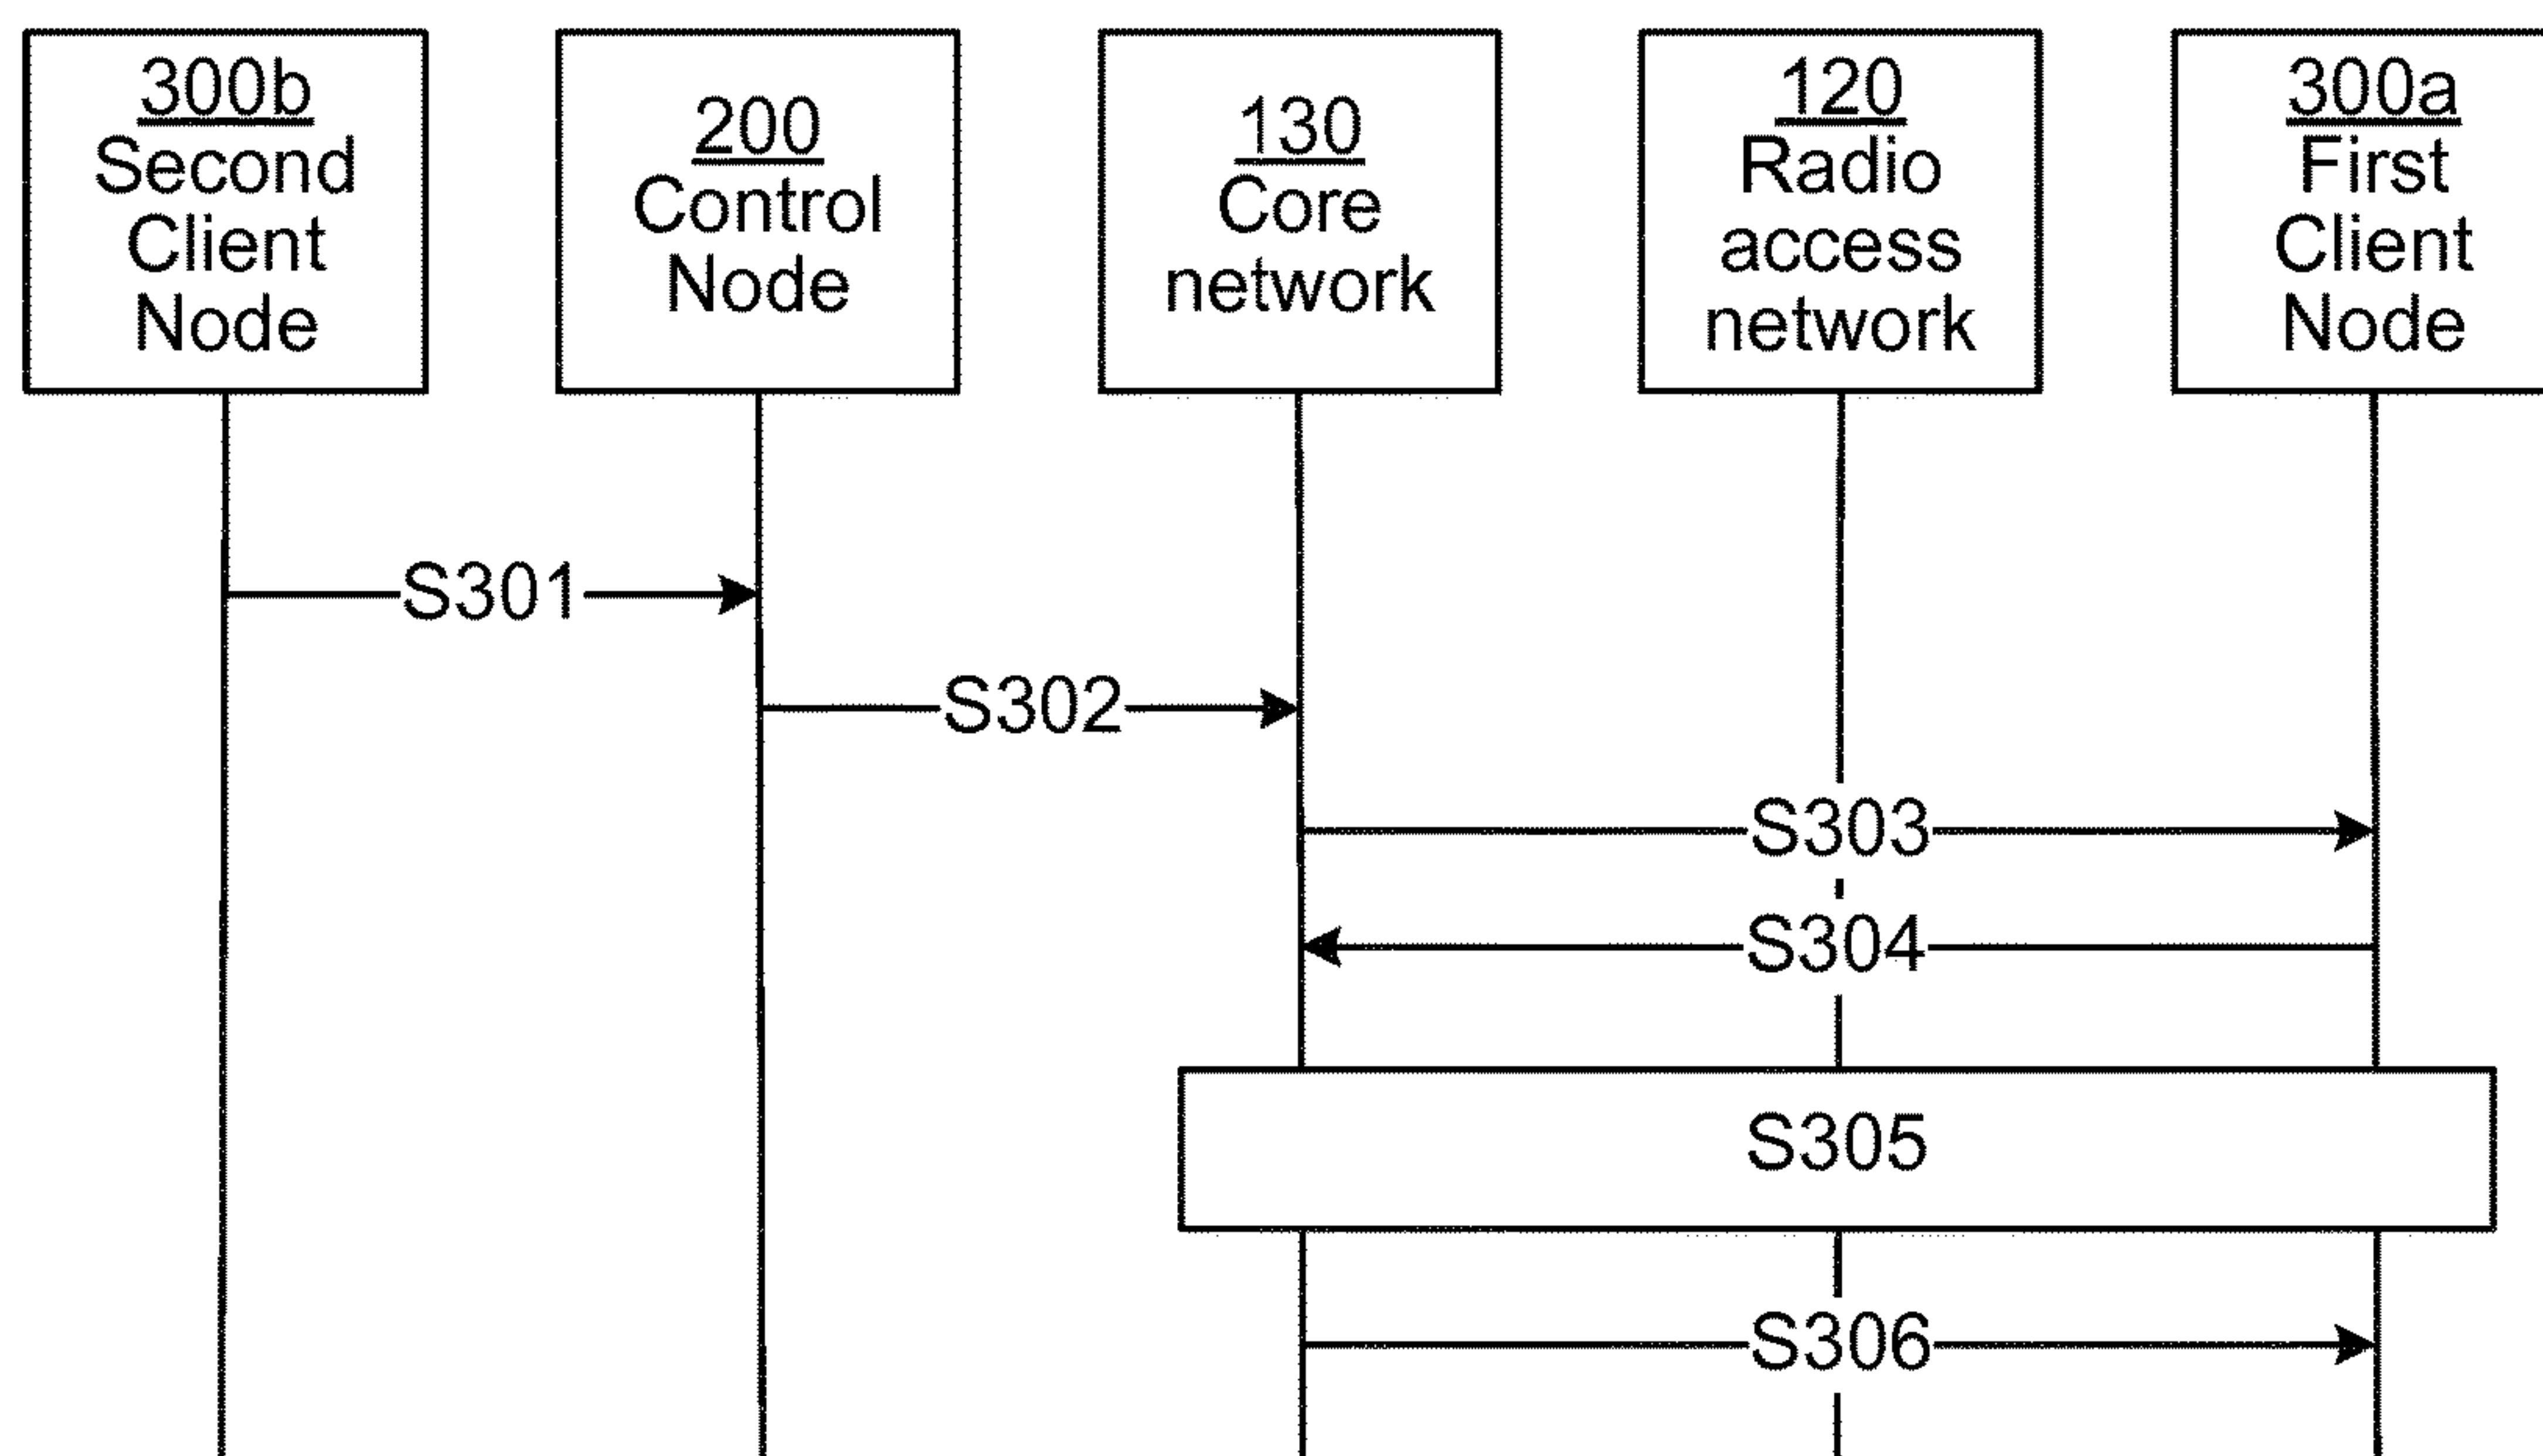 300b
Second
Client
Node
200
Control
Node
130
Core
network
120
Radio
access
network
300a
First
Client
Node
S301
S302
S303
S304
S305
S306